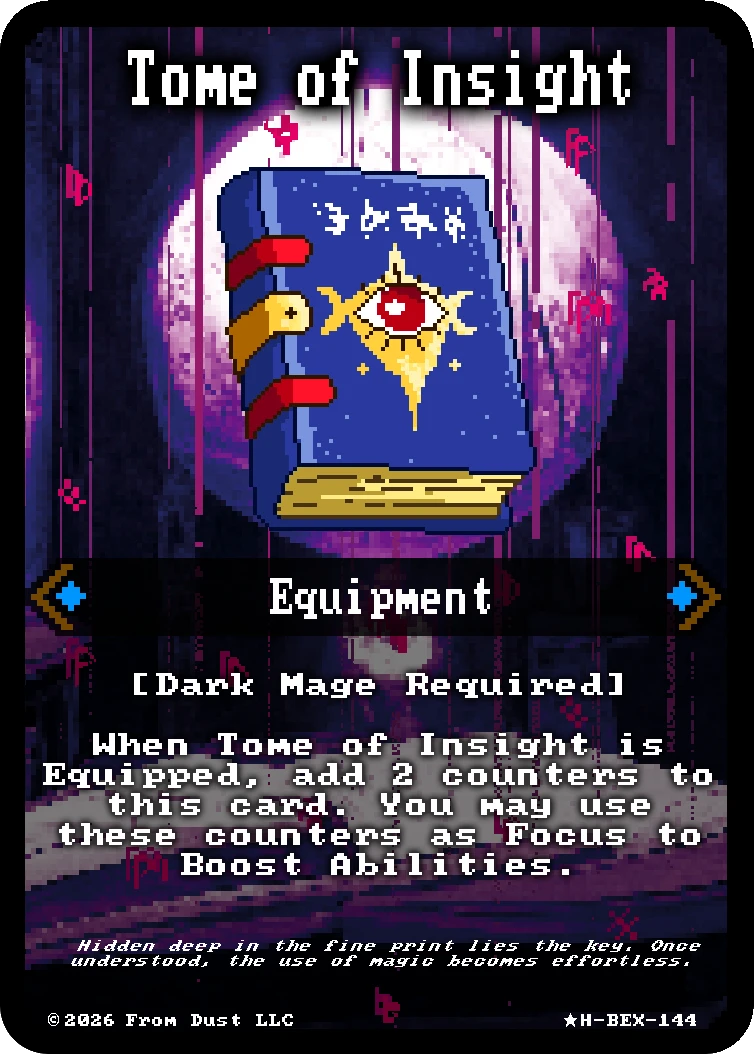 Tome of Insight
Equipment
[Dark Mage Required]
When Tome of Insight is
Equipped, add 2 counters to
this card. You may use
these counters as Focus to
Boost Abilities.
Hidden deep in the fine print lies the key. Once
understood, the use of magic becomes effortless.
©2026 From Dust LLC
★H-BEX-144